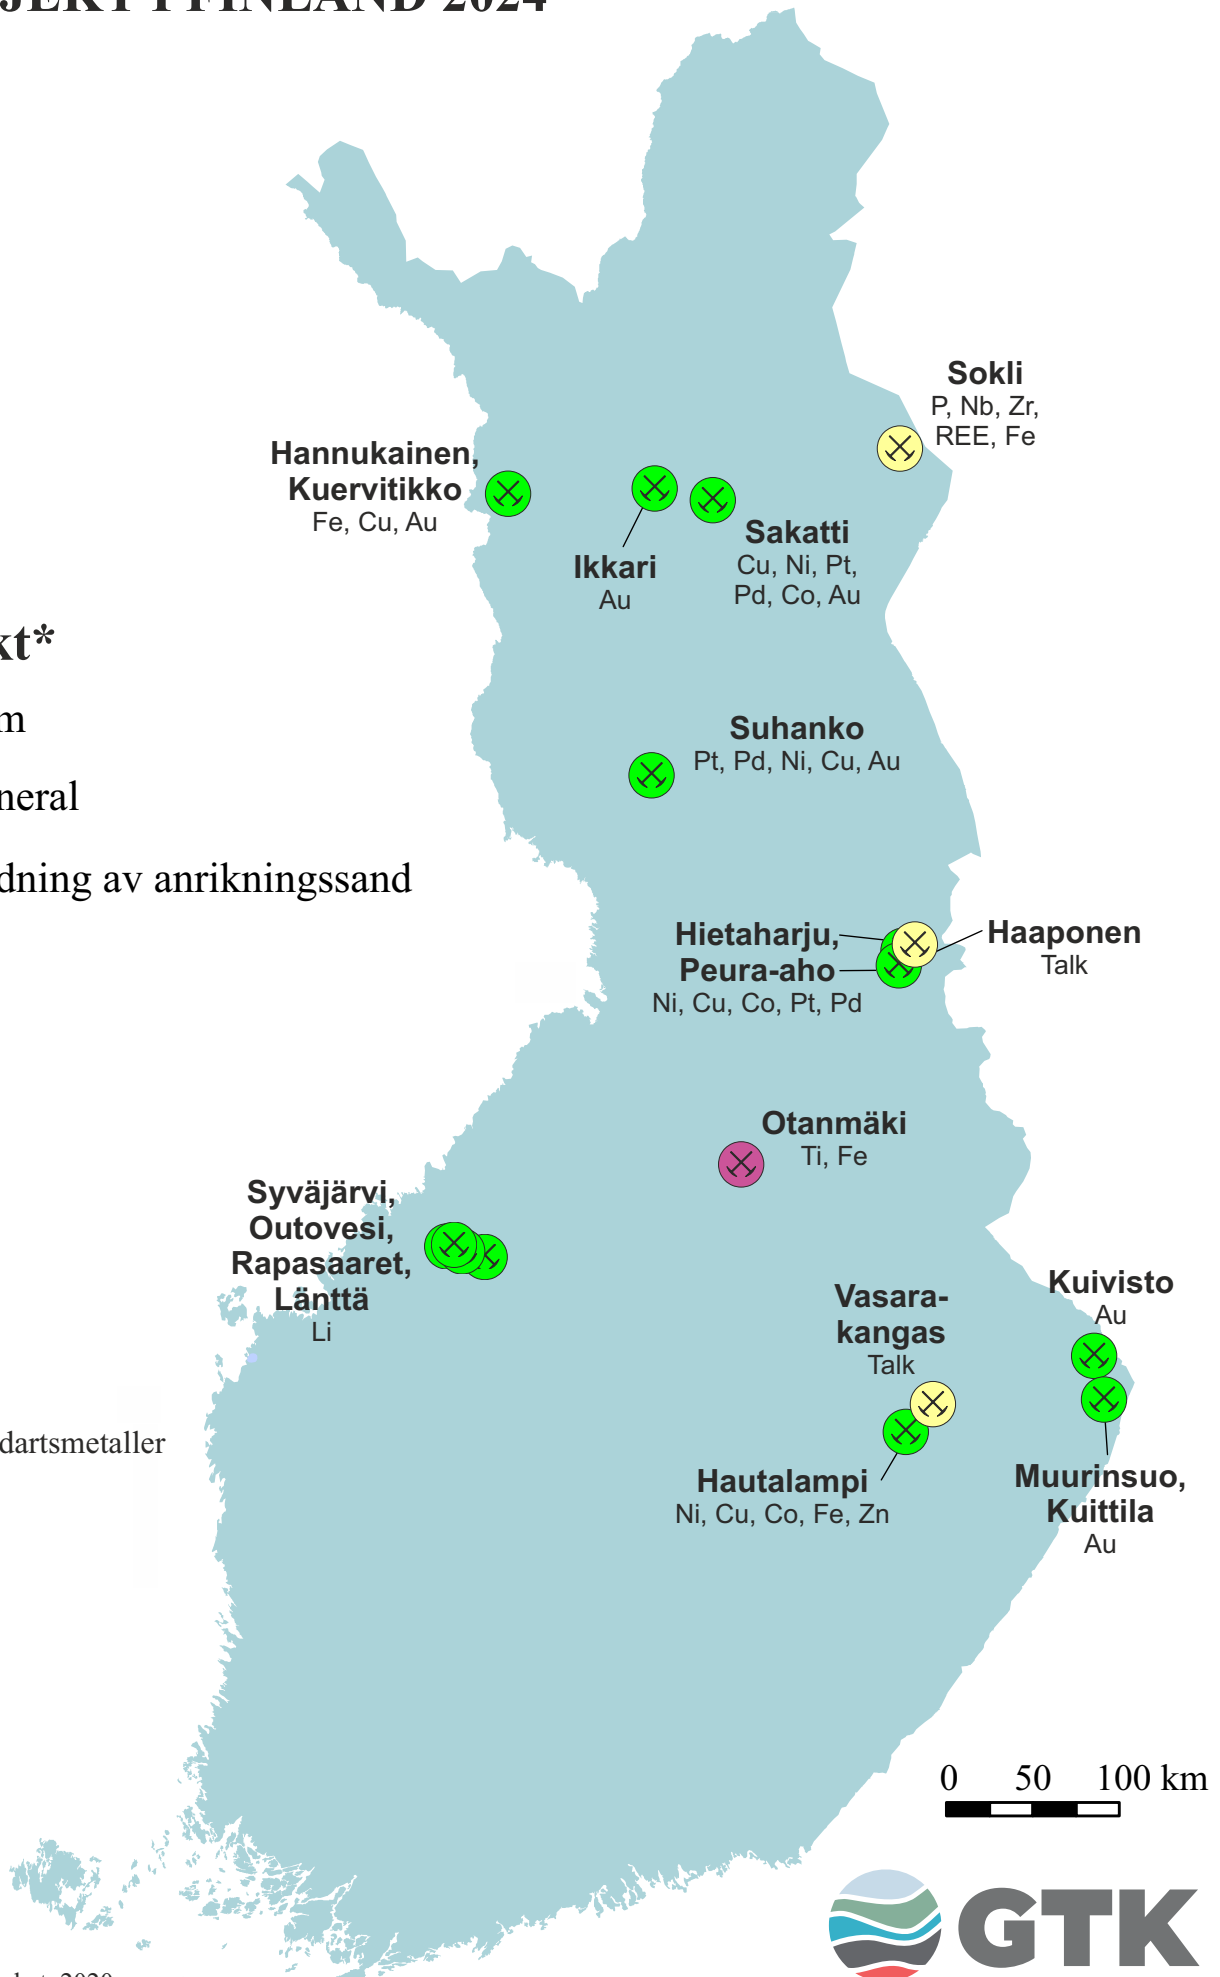 JEKT I FINLAND 2024
Sokli
P, Nb, Zr,
REE, Fe
Hannukainen,
Kuervitikko
Fe, Cu, Au
Ikkari
Au
Sakatti
Cu, Ni, Pt,
Pd, Co, Au
kt*
m
neral
dning av anrikningssand
Suhanko
Pt, Pd, Ni, Cu, Au
Hietaharju,
Peura-aho
Ni, Cu, Co, Pt, Pd
Haaponen
Talk
Otanmäki
Ti, Fe
Syväjärvi,
Outovesi,
Rapasaaret,
Länttä
Li
Vasara-
kangas
Talk
Kuivisto
Au
dartsmetaller
Hautalampi
Ni, Cu, Co, Fe, Zn
Muurinsuo,
Kuittila
Au
0 50 100 km
GTK